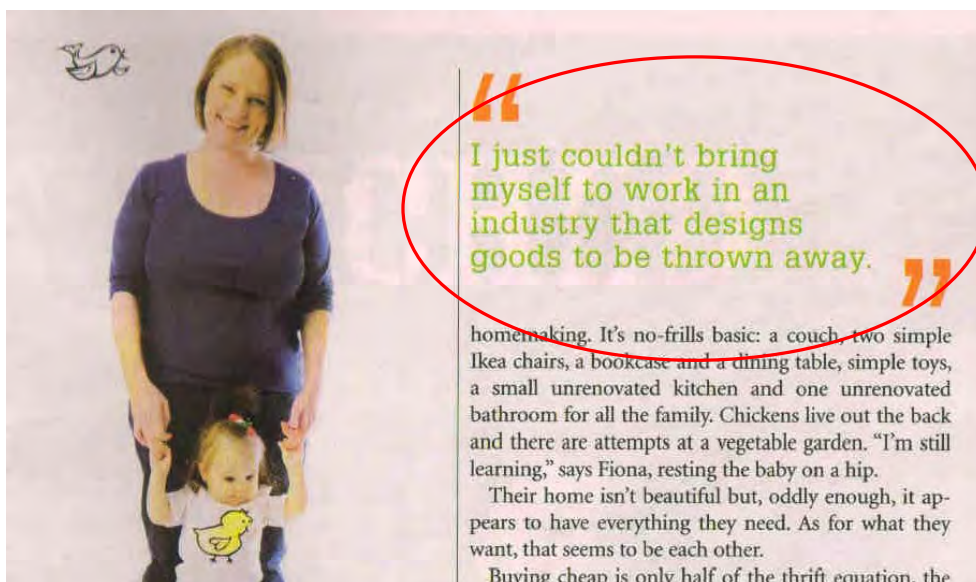 “
I just couldn't bring
myself to work in an
industry that designs
goods to be thrown away.
”
homemaking. It's no-frills basic: a couch, two simple
Ikea chairs, a bookcase and a dining table, simple toys,
a small unrenovated kitchen and one unrenovated
bathroom for all the family. Chickens live out the back
and there are attempts at a vegetable garden. “I'm still
learning,” says Fiona, resting the baby on a hip.
Their home isn't beautiful but, oddly enough, it ap-
pears to have everything they need. As for what they
want, that seems to be each other.
Buying cheap is only half of the thrift equation, the